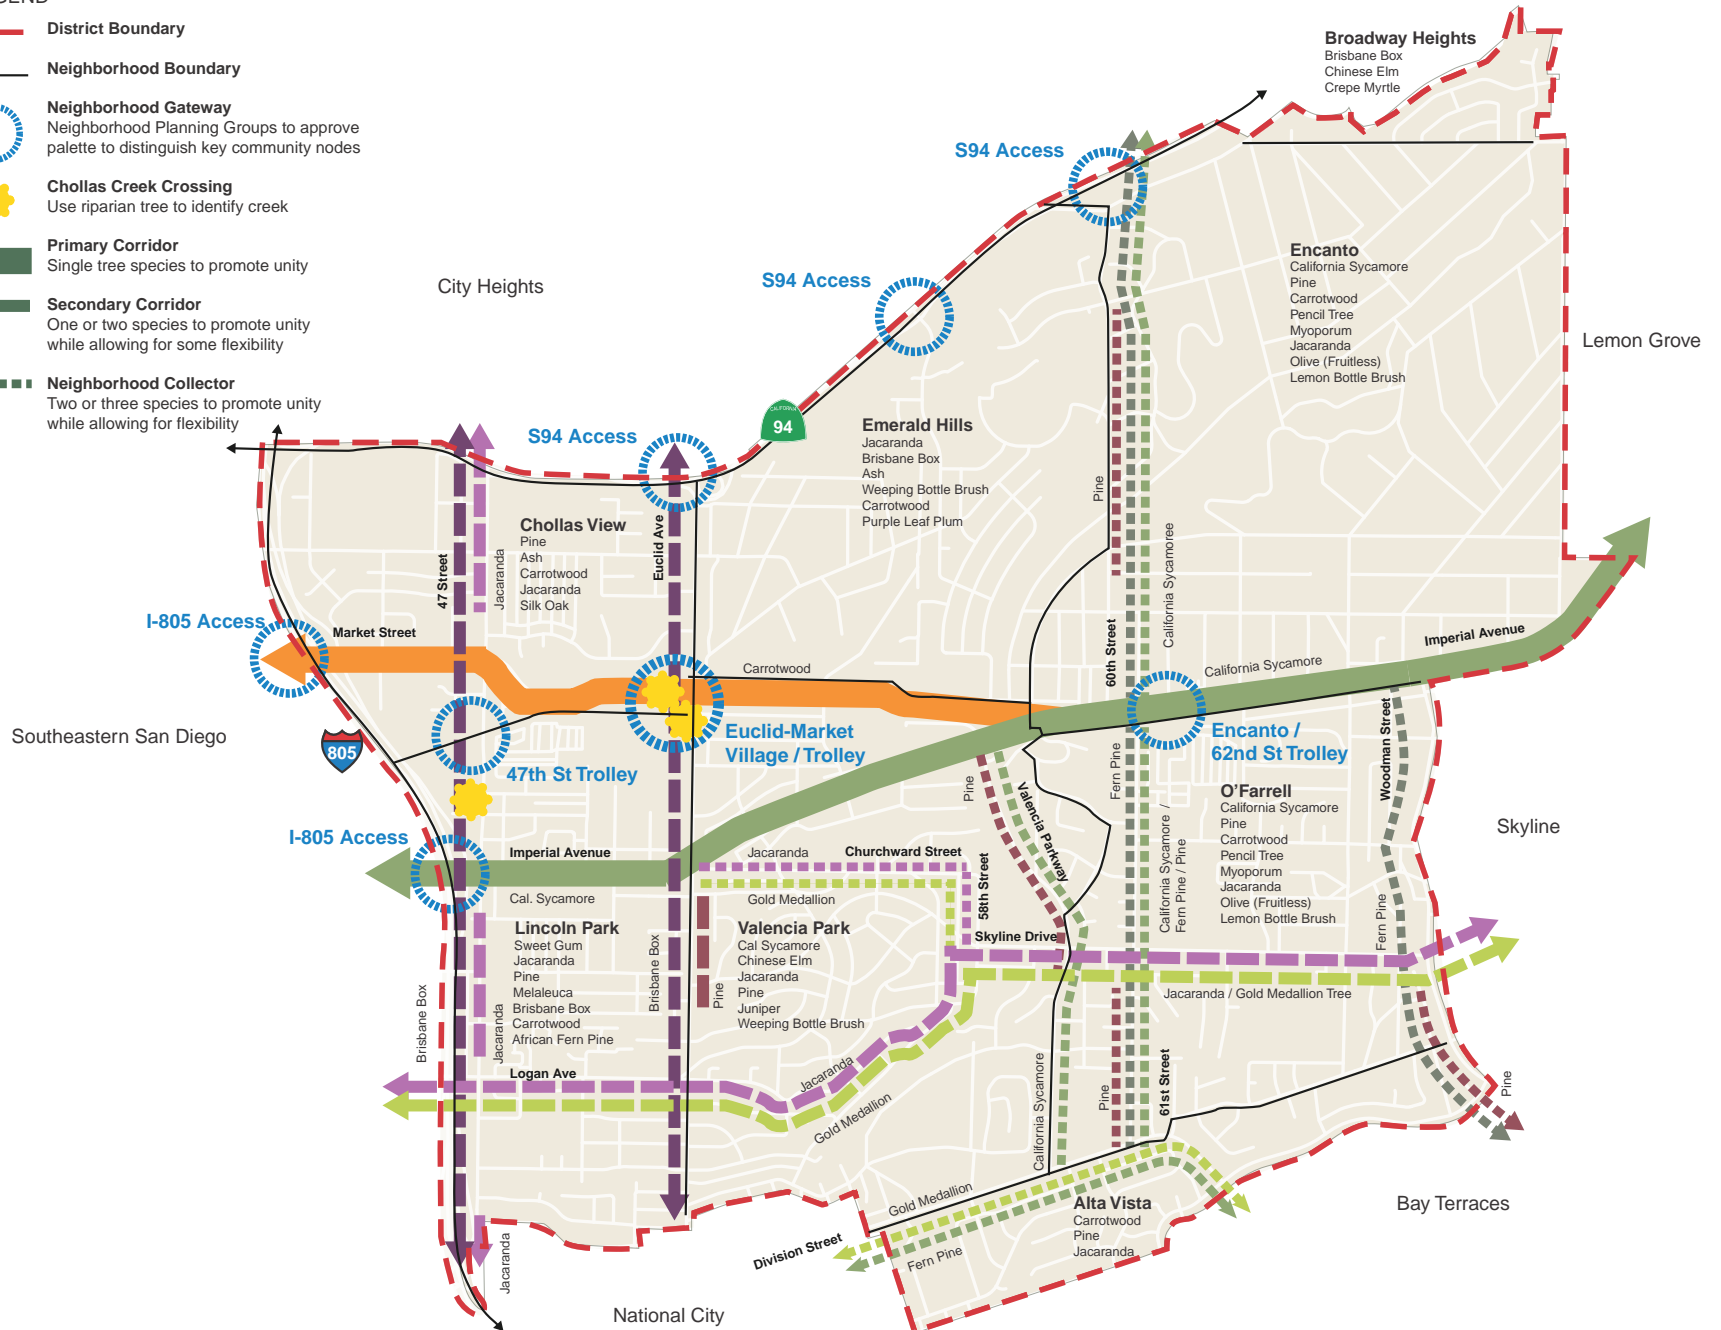 District Boundary
Neighborhood Boundary
Neighborhood Gateway
Neighborhood Planning Groups to approve
palette to distinguish key community nodes
Chollas Creek Crossing
Use riparian tree to identify creek
Primary Corridor
Single tree species to promote unity
Secondary Corridor
One or two species to promote unity
while allowing for some flexibility
Neighborhood Collector
Two or three species to promote unity
while allowing for flexibility
Broadway Heights
Brisbane Box
Chinese Elm
Crepe Myrtle
S94 Access
City Heights
S94 Access
Encanto
California Sycamore
Pine
Carrotwood
Pencil Tree
Myoporum
Jacaranda
Olive (Fruitless)
Lemon Bottle Brush
Lemon Grove
CALIFORNIA
94
S94 Access
Emerald Hills
Jacaranda
Brisbane Box
Ash
Weeping Bottle Brush
Carrotwood
Purple Leaf Plum
Chollas View
Pine
Ash
Carrotwood
Jacaranda
Silk Oak
47 Street
Jacaranda
Euclid Ave
Pine
California Sycamoree
60th Street
I-805 Access
Market Street
Carrotwood
California Sycamore
Imperial Avenue
Southeastern San Diego
805
47th St Trolley
Euclid-Market
Village / Trolley
Encanto /
62nd St Trolley
Woodman Street
Pine
Valencia Parkway
Fern Pine
California Sycamore /
Fern Pine / Pine
O'Farrell
California Sycamore
Pine
Carrotwood
Pencil Tree
Myoporum
Jacaranda
Olive (Fruitless)
Lemon Bottle Brush
Skyline
I-805 Access
Imperial Avenue
Cal. Sycamore
Jacaranda
Churchward Street
Gold Medallion
58th Street
Skyline Drive
Fern Pine
Lincoln Park
Sweet Gum
Jacaranda
Pine
Melaleuca
Brisbane Box
Carrotwood
African Fern Pine
Brisbane Box
Jacaranda
Brisbane Box
Pine
Valencia Park
Cal Sycamore
Chinese Elm
Jacaranda
Pine
Juniper
Weeping Bottle Brush
Jacaranda / Gold Medallion Tree
Logan Ave
Jacaranda
Gold Medallion
California Sycamore
Pine
61st Street
Pine
Gold Medallion
Division Street
Fern Pine
Alta Vista
Carrotwood
Pine
Jacaranda
Bay Terraces
Jacaranda
National City